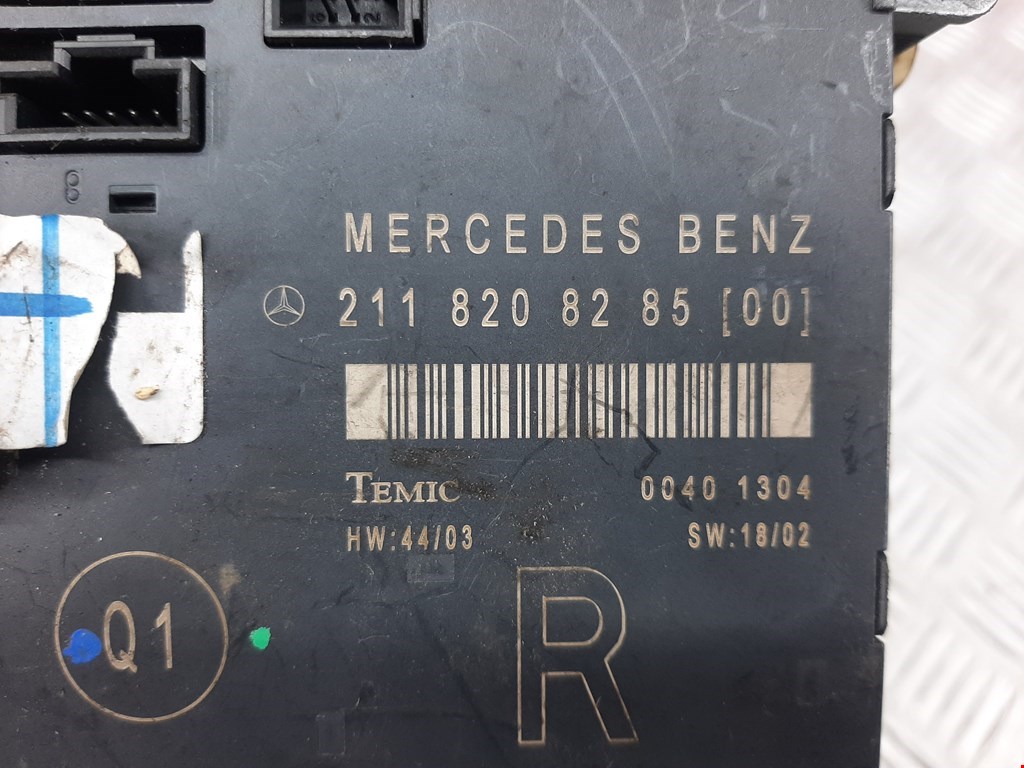 MERCEDES BENZ
211 820 82 85 [00]
TEMIC 0040 1304
HW:44/03 SW:18/02
Q1
R